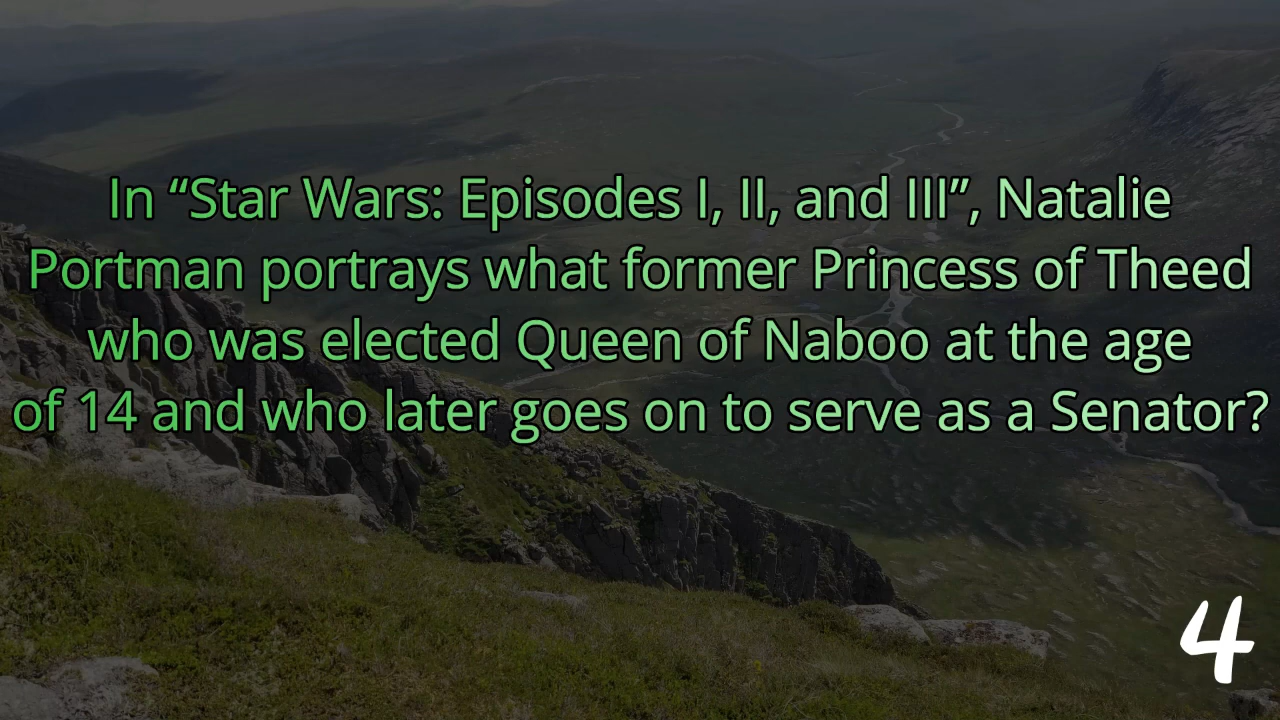 In “Star Wars: Episodes I, II, and III”, Natalie
Portman portrays what former Princess of Theed
who was elected Queen of Naboo at the age
of 14 and who later goes on to serve as a Senator?
4